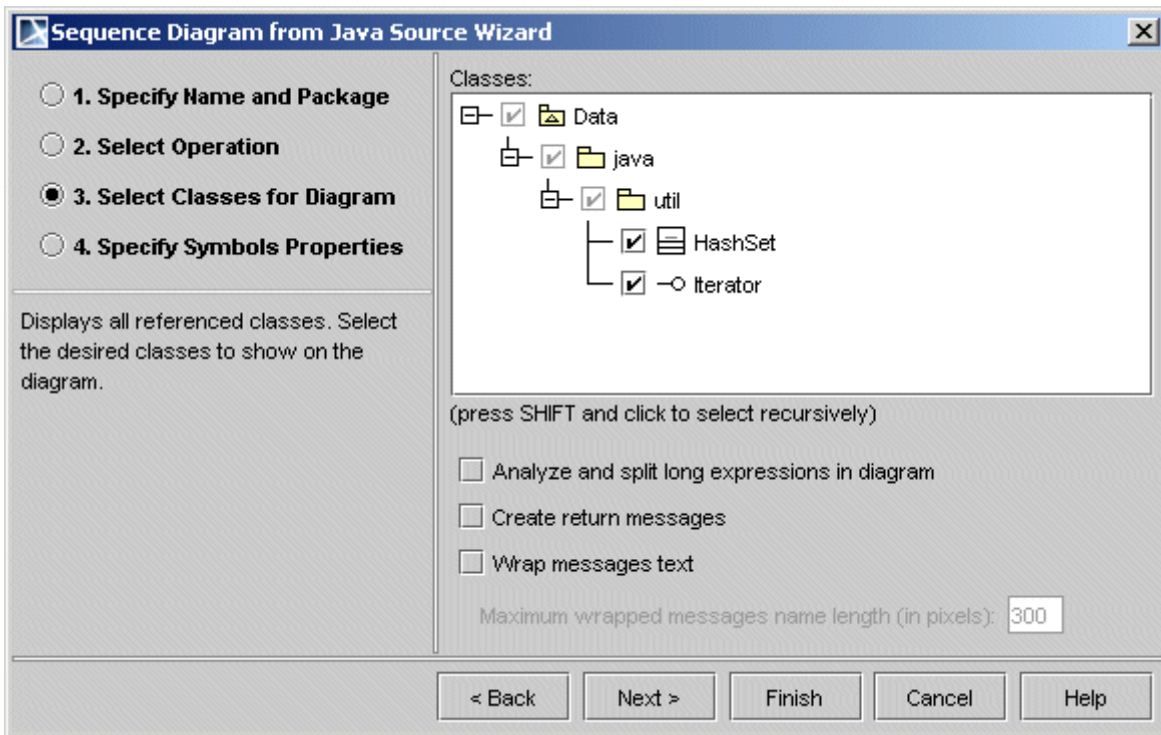 Sequence Diagram from Java Source Wizard
1. Specify Name and Package
2. Select Operation
3. Select Classes for Diagram
4. Specify Symbols Properties
Displays all referenced classes. Select
the desired classes to show on the
diagram.
Classes:
Data
java
util
HashSet
Iterator
(press SHIFT and click to select recursively)
Analyze and split long expressions in diagram
Create return messages
Wrap messages text
Maximum wrapped messages name length (in pixels): 300
< Back Next > Finish Cancel Help